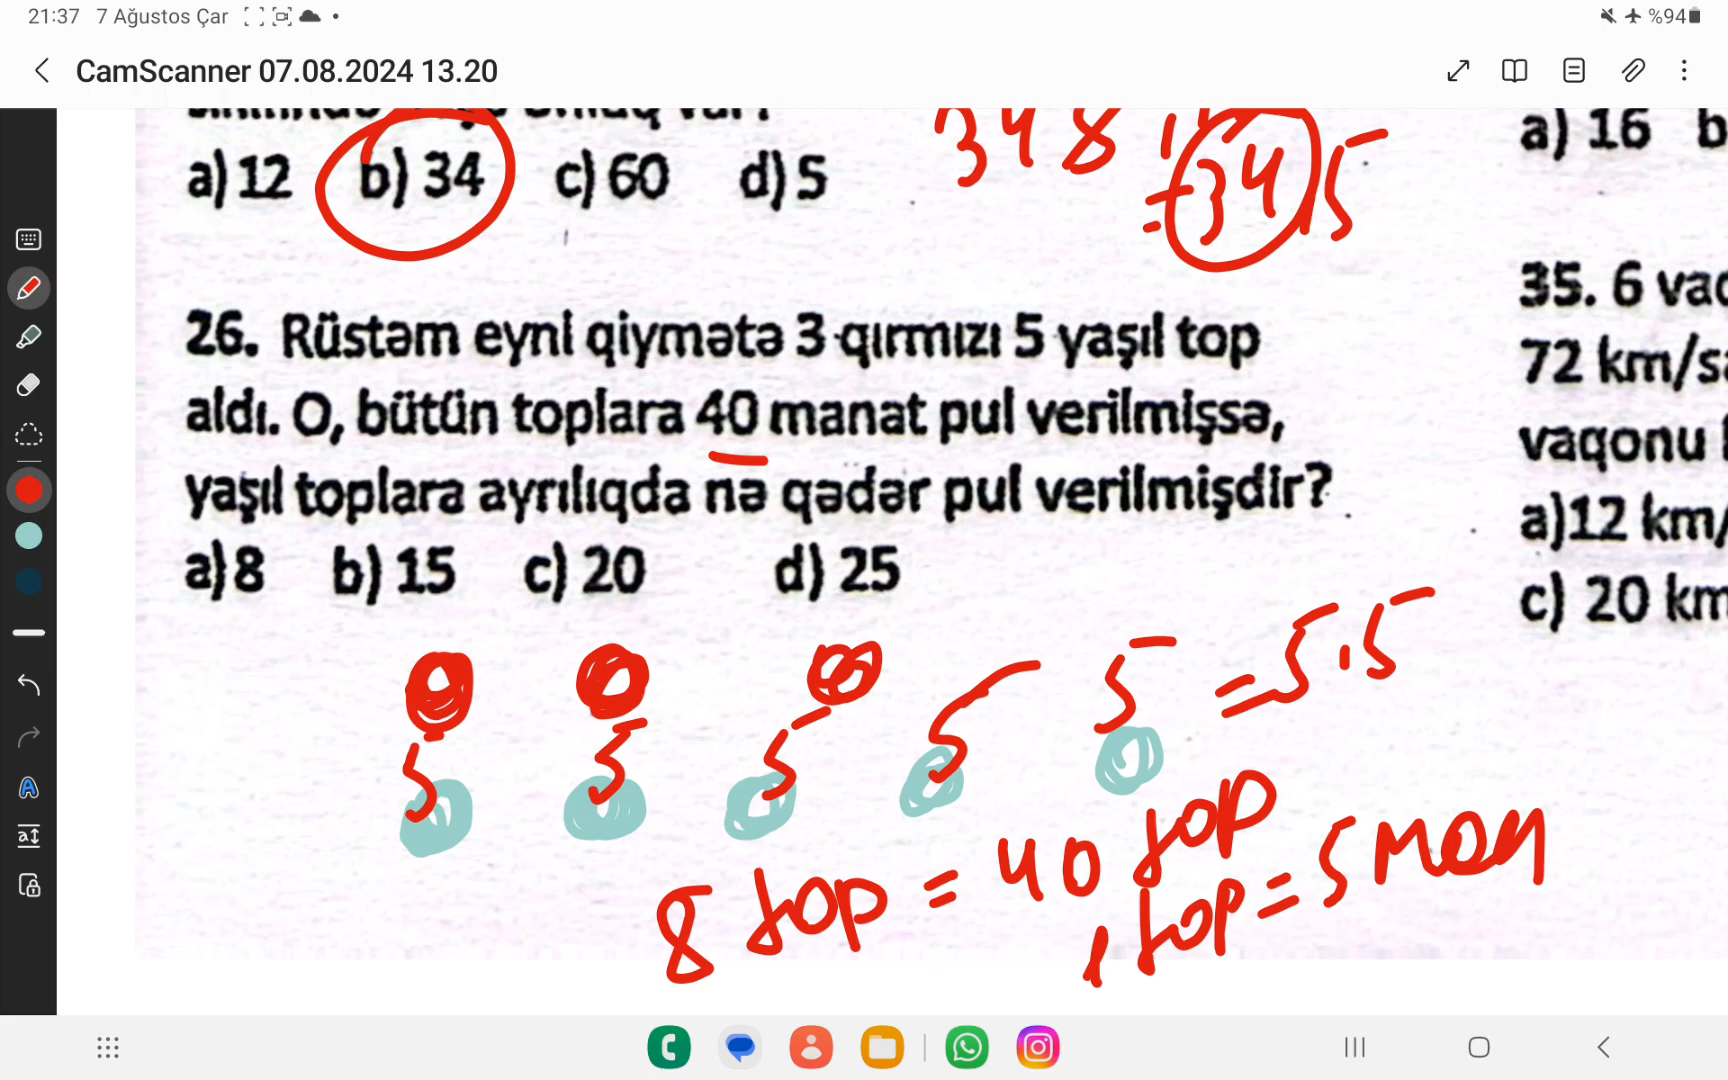 21:37 7 Ağustos Çar %94
CamScanner 07.08.2024 13.20
a) 12 b) 34 c) 60 d) 5
348
= 34 5
a) 16 b
26. Rüstəm eyni qiymətə 3 qırmızı 5 yaşıl top
aldı. O, bütün toplara 40 manat pul verilmişsə,
yaşıl toplara ayrılıqda nə qədər pul verilmişdir?
a) 8 b) 15 c) 20 d) 25
35. 6 vaq
72 km/sa
vaqonu
a) 12 km/
c) 20 km
5 5 5 5 5 = 5.5
8 top = 40 top
1 top = 5 man